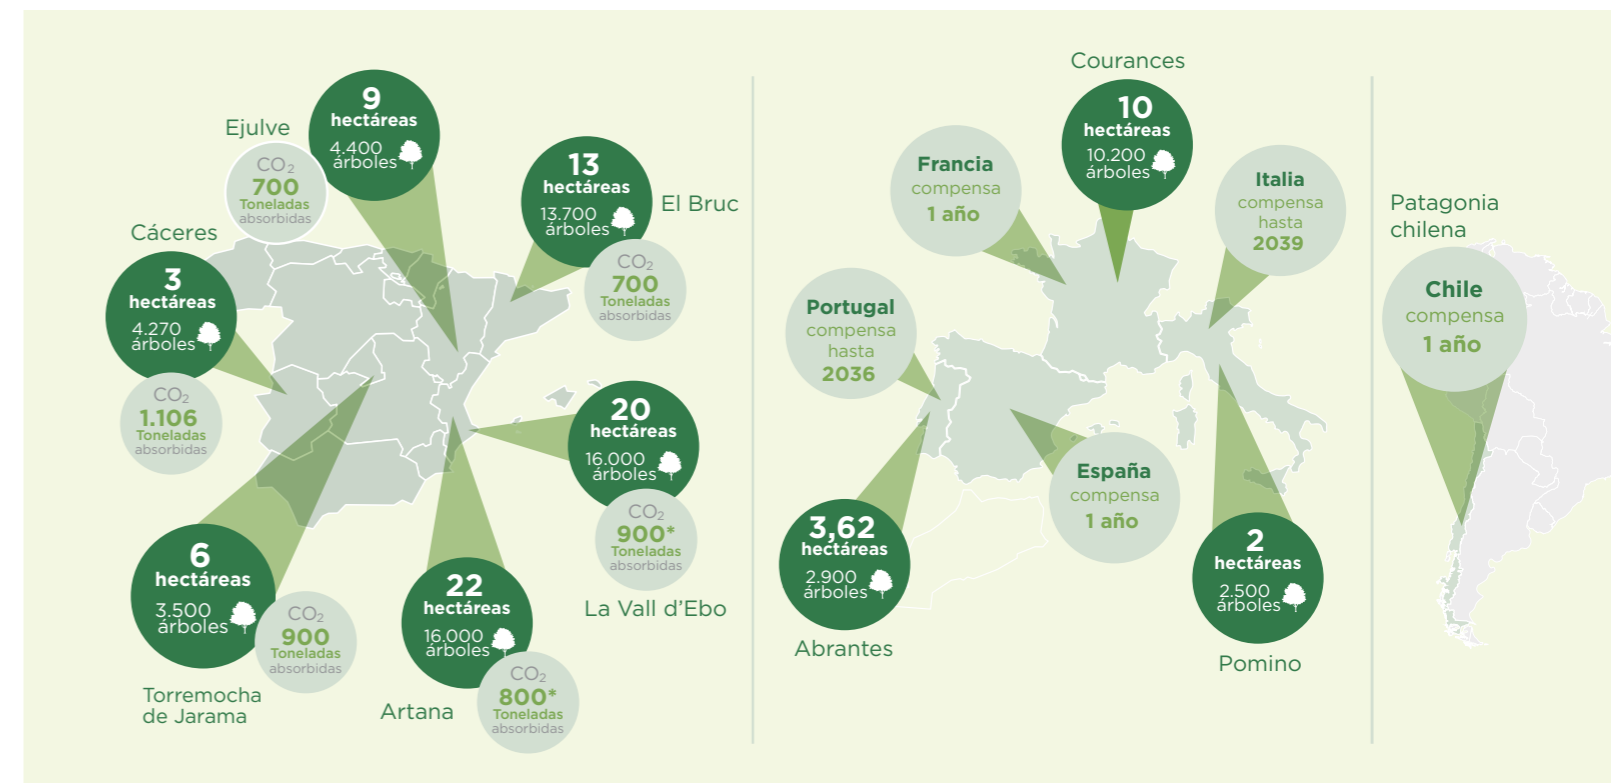 Ejulve
9
hectáreas
4.400
árboles
CO₂
700
Toneladas
absorbidas
13
hectáreas
13.700
árboles
El Bruc
CO₂
700
Toneladas
absorbidas
Cáceres
3
hectáreas
4.270
árboles
CO₂
1.106
Toneladas
absorbidas
20
hectáreas
16.000
árboles
CO₂
900*
Toneladas
absorbidas
La Vall d’Ebo
6
hectáreas
3.500
árboles
CO₂
900
Toneladas
absorbidas
Torremocha
de Jarama
22
hectáreas
16.000
árboles
Artana
CO₂
800*
Toneladas
absorbidas
Courances
10
hectáreas
10.200
árboles
Francia
compensa
1 año
Italia
compensa
hasta
2039
Portugal
compensa
hasta
2036
España
compensa
1 año
3,62
hectáreas
2.900
árboles
Abrantes
2
hectáreas
2.500
árboles
Pomino
Patagonia
chilena
Chile
compensa
1 año